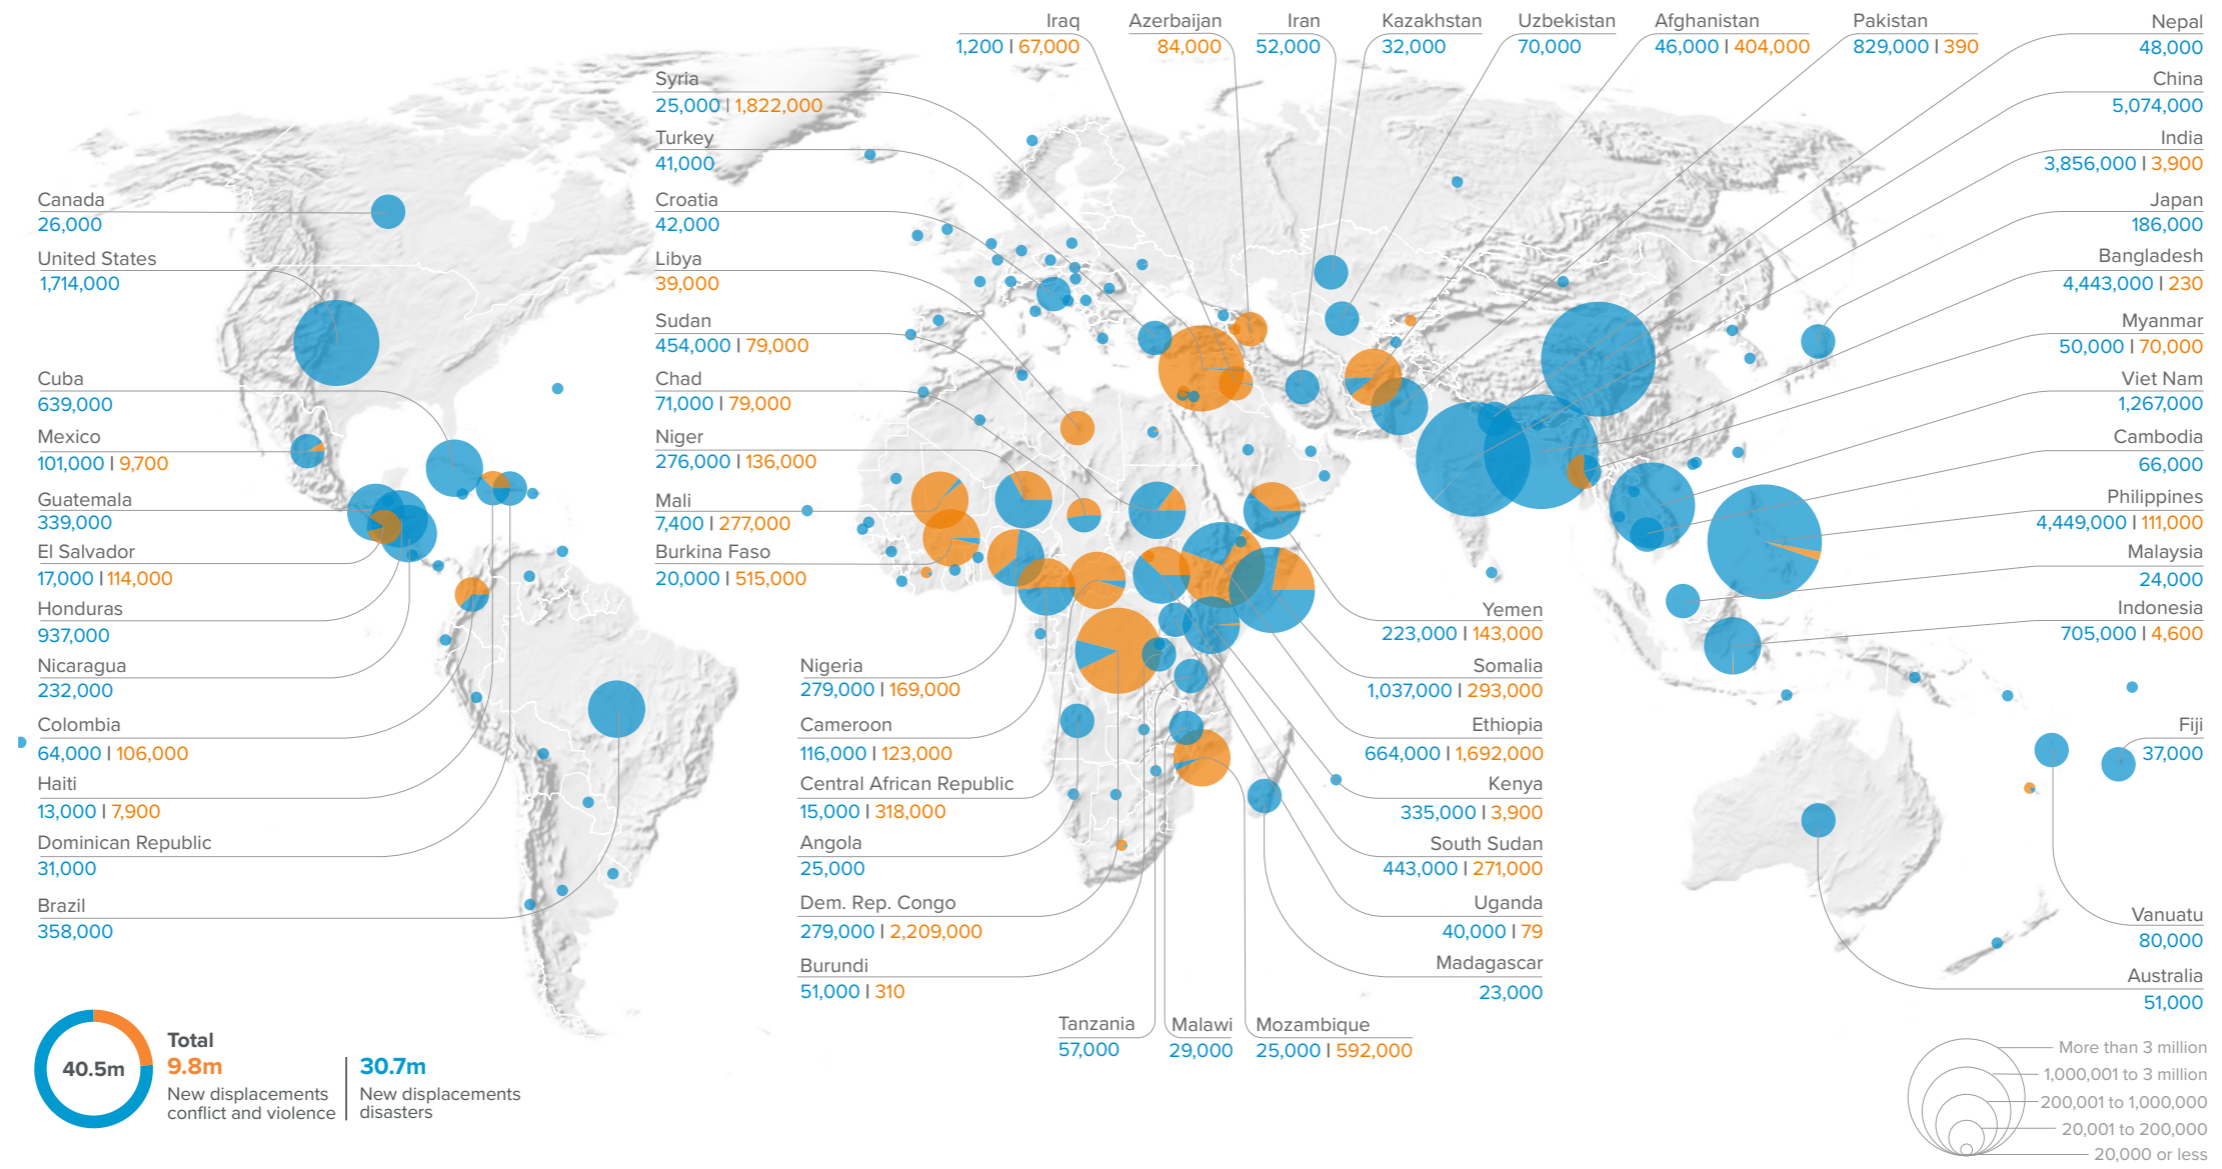 Iraq
1,200 | 67,000
Azerbaijan
84,000
Iran
52,000
Kazakhstan
32,000
Uzbekistan
70,000
Afghanistan
46,000 | 404,000
Pakistan
829,000 | 390
Nepal
48,000
China
5,074,000
India
3,856,000 | 3,900
Japan
186,000
Bangladesh
4,443,000 | 230
Myanmar
50,000 | 70,000
Viet Nam
1,267,000
Cambodia
66,000
Philippines
4,449,000 | 111,000
Malaysia
24,000
Indonesia
705,000 | 4,600
Fiji
37,000
Vanuatu
80,000
Australia
51,000
Syria
25,000 | 1,822,000
Turkey
41,000
Croatia
42,000
Libya
39,000
Sudan
454,000 | 79,000
Chad
71,000 | 79,000
Niger
276,000 | 136,000
Mali
7,400 | 277,000
Burkina Faso
20,000 | 515,000
Canada
26,000
United States
1,714,000
Cuba
639,000
Mexico
101,000 | 9,700
Guatemala
339,000
El Salvador
17,000 | 114,000
Honduras
937,000
Nicaragua
232,000
Colombia
64,000 | 106,000
Haiti
13,000 | 7,900
Dominican Republic
31,000
Brazil
358,000
Nigeria
279,000 | 169,000
Cameroon
116,000 | 123,000
Central African Republic
15,000 | 318,000
Angola
25,000
Dem. Rep. Congo
279,000 | 2,209,000
Burundi
51,000 | 310
Tanzania
57,000
Malawi
29,000
Mozambique
25,000 | 592,000
Yemen
223,000 | 143,000
Somalia
1,037,000 | 293,000
Ethiopia
664,000 | 1,692,000
Kenya
335,000 | 3,900
South Sudan
443,000 | 271,000
Uganda
40,000 | 79
Madagascar
23,000
40.5m
Total
9.8m
New displacements
conflict and violence
30.7m
New displacements
disasters
More than 3 million
1,000,001 to 3 million
200,001 to 1,000,000
20,001 to 200,000
20,000 or less